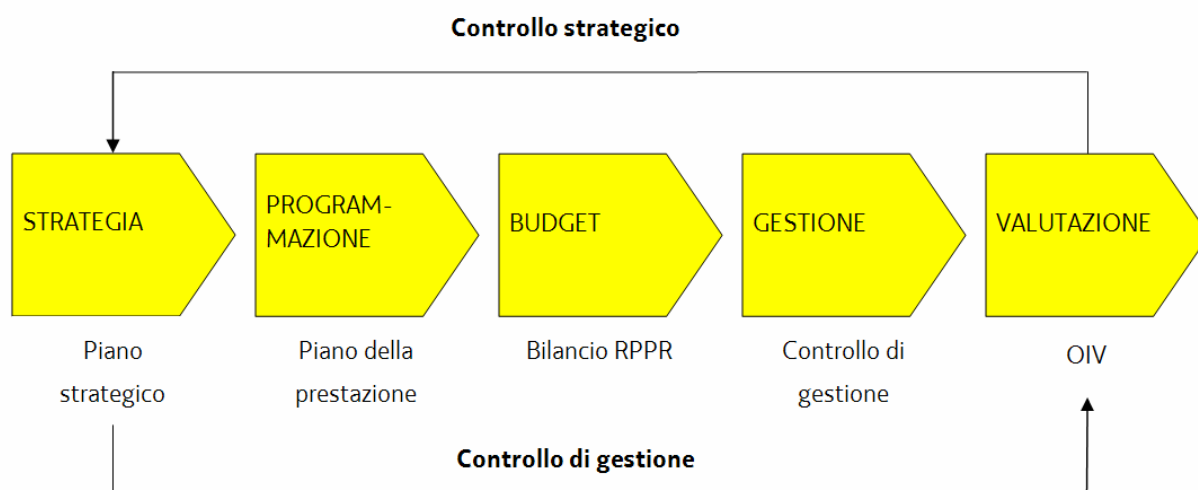 Controllo strategico
STRATEGIA
PROGRAM-
MAZIONE
BUDGET
GESTIONE
VALUTAZIONE
Piano
strategico
Piano della
prestazione
Bilancio RPPR
Controllo di
gestione
OIV
Controllo di gestione